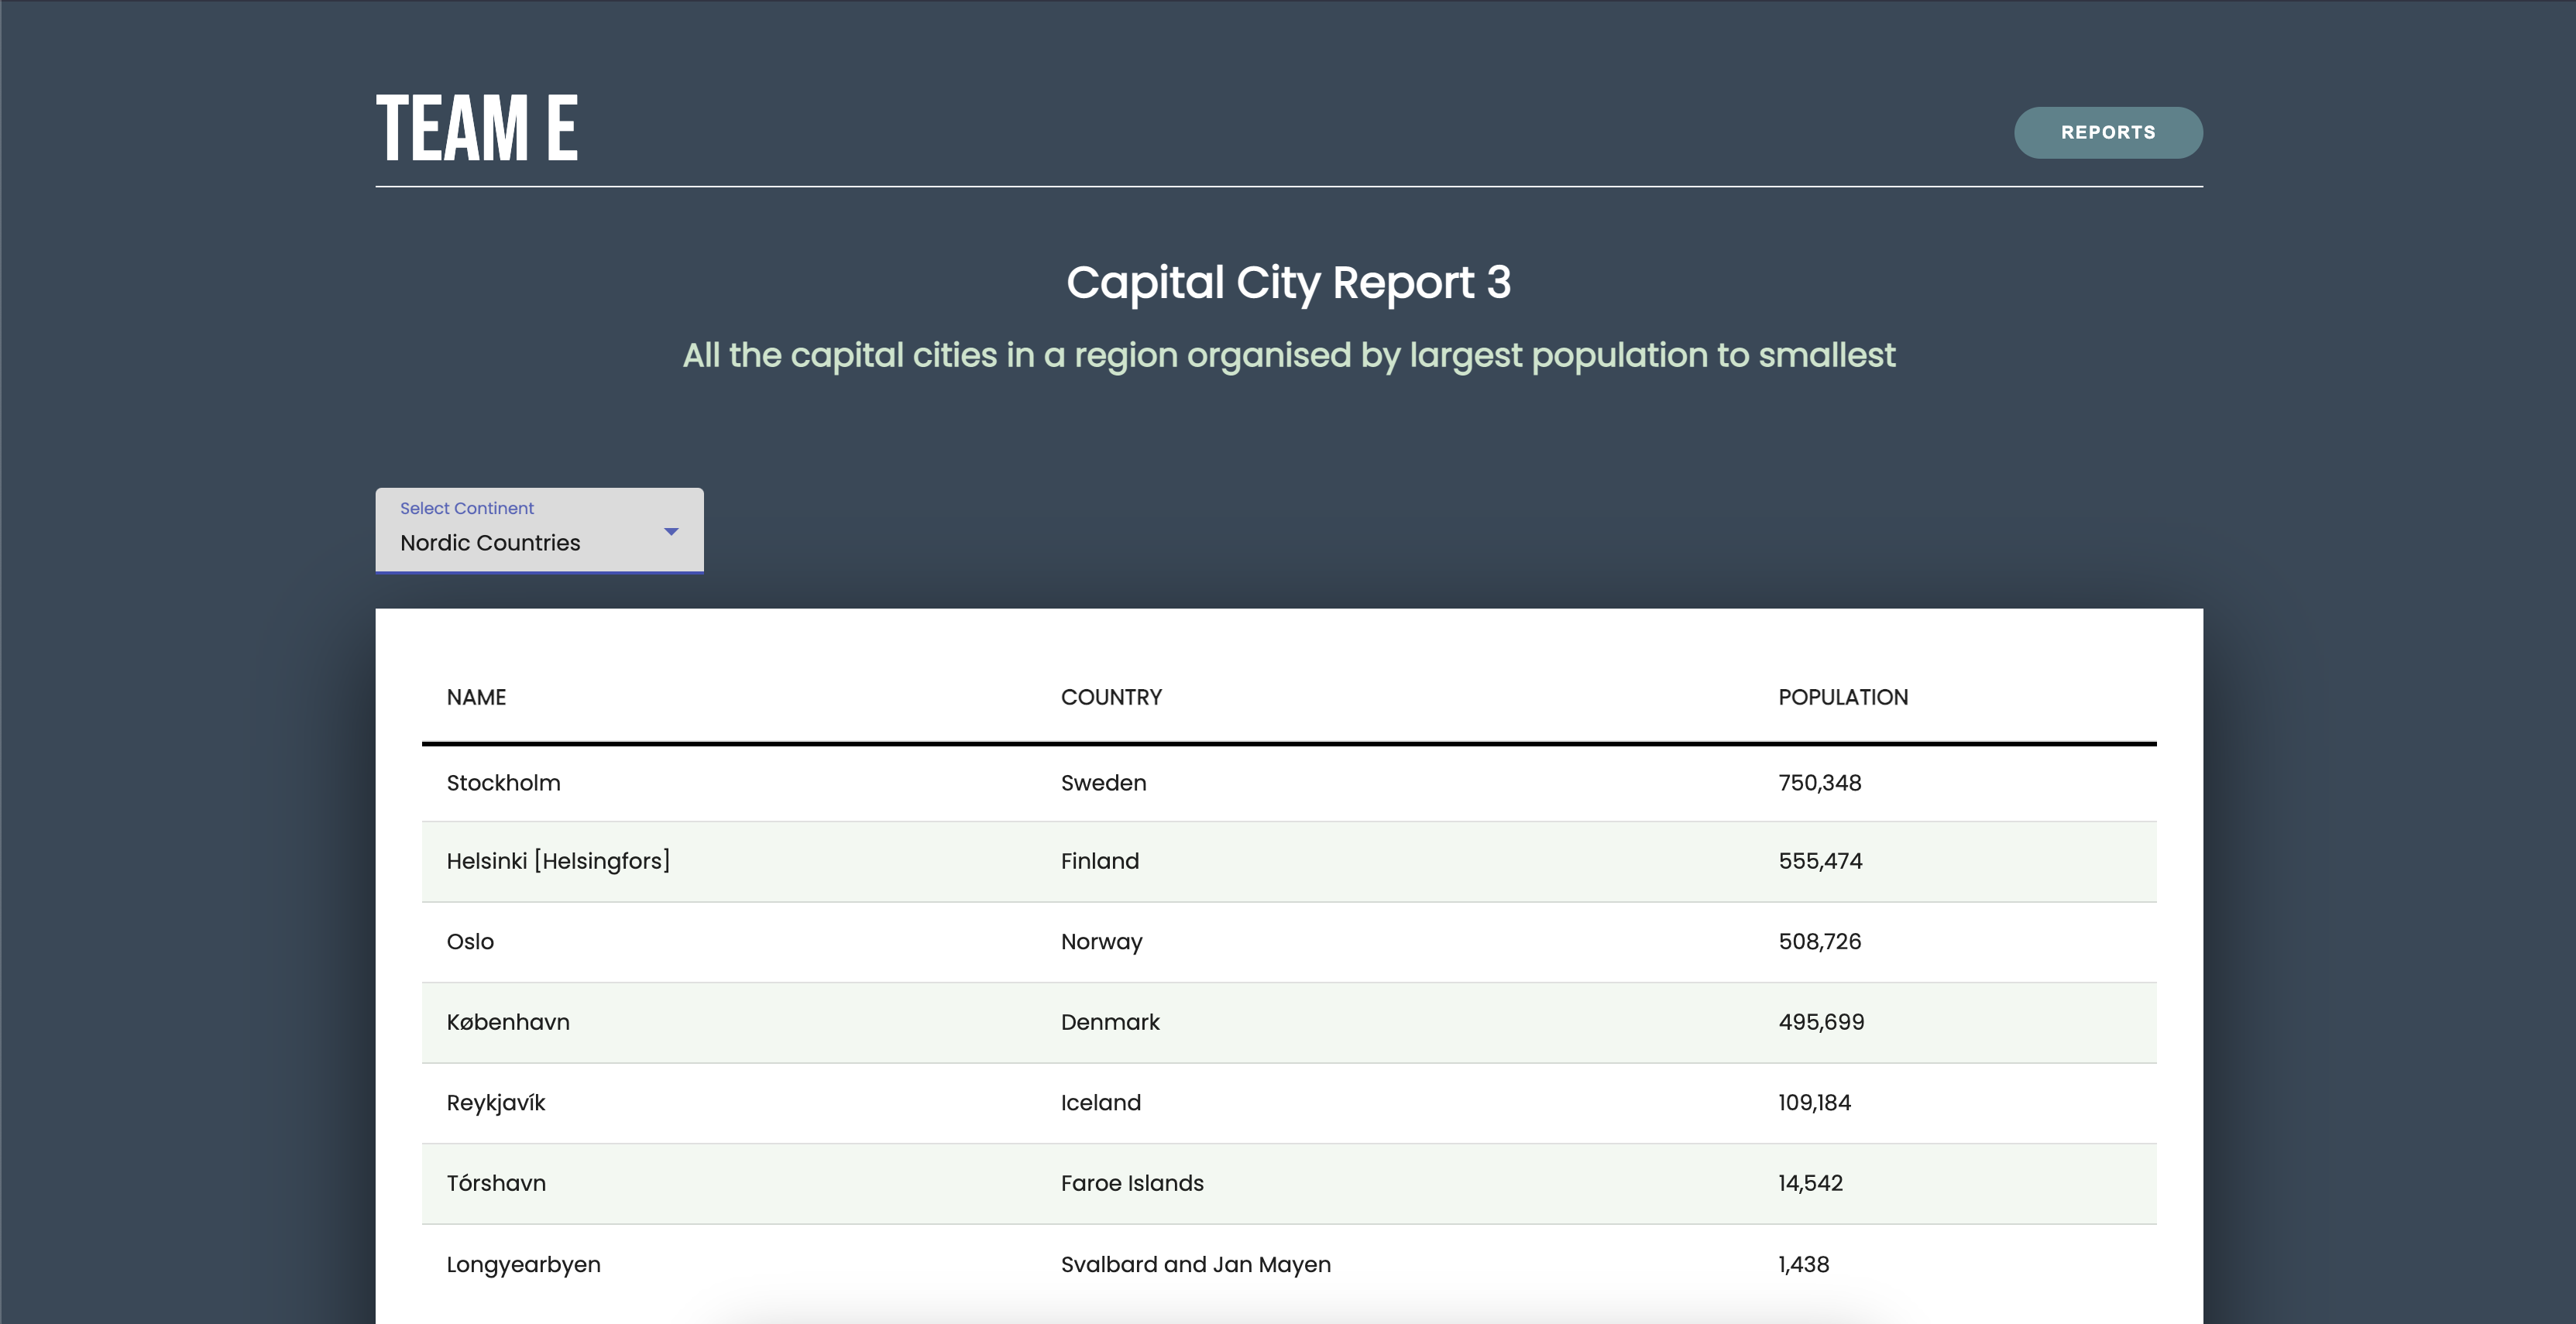 TEAM E
REPORTS
Capital City Report 3
All the capital cities in a region organised by largest population to smallest
Select Continent
Nordic Countries
NAME COUNTRY POPULATION
Stockholm Sweden 750,348
Helsinki [Helsingfors] Finland 555,474
Oslo Norway 508,726
København Denmark 495,699
Reykjavík Iceland 109,184
Tórshavn Faroe Islands 14,542
Longyearbyen Svalbard and Jan Mayen 1,438